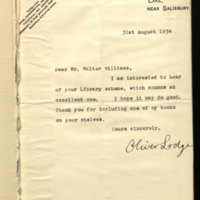 LAKE,
NEAR SALISBURY.
31st August 1934
Dear Mr. Walter Williams,
I am interested to hear
of your Library scheme, which sounds an
excellent one. I hope it may do good.
Thank you for including one of my books
on your shelves.
Yours sincerely,
Oliver Lodge